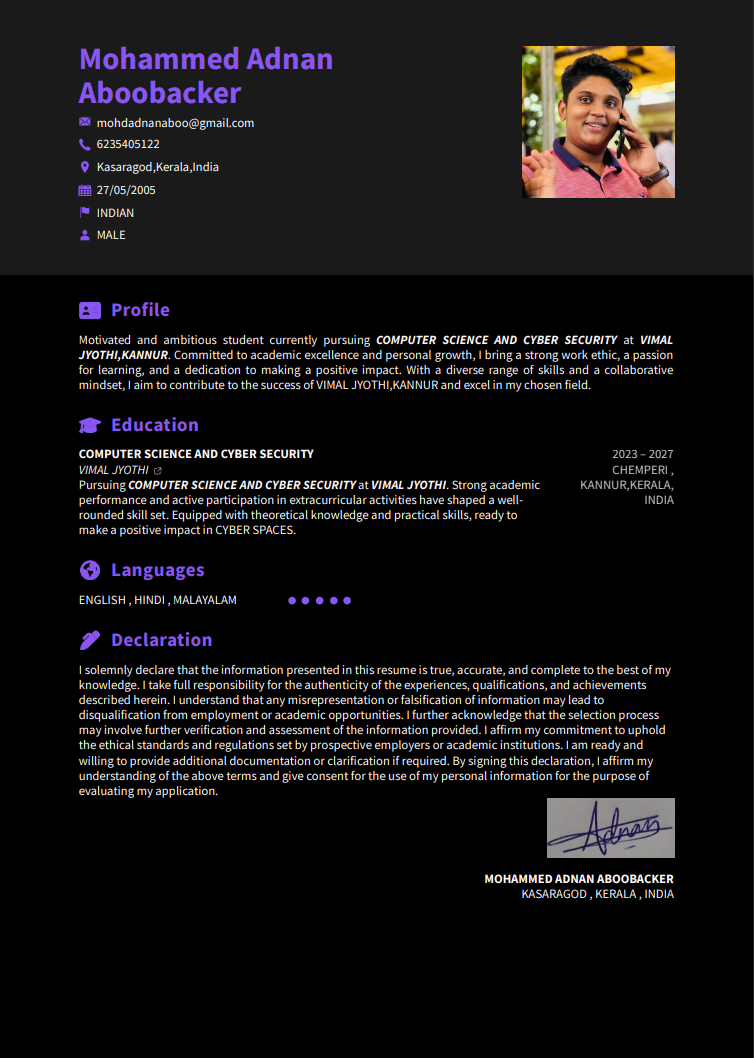 Mohammed Adnan
Aboobacker
mohdadnanaboo@gmail.com
6235405122
Kasaragod,Kerala,India
27/05/2005
INDIAN
MALE
Profile
Motivated and ambitious student currently pursuing COMPUTER SCIENCE AND CYBER SECURITY at VIMAL
JYOTHI,KANNUR. Committed to academic excellence and personal growth, I bring a strong work ethic, a passion
for learning, and a dedication to making a positive impact. With a diverse range of skills and a collaborative
mindset, I aim to contribute to the success of VIMAL JYOTHI,KANNUR and excel in my chosen field.
Education
COMPUTER SCIENCE AND CYBER SECURITY
VIMAL JYOTHI
Pursuing COMPUTER SCIENCE AND CYBER SECURITY at VIMAL JYOTHI. Strong academic
performance and active participation in extracurricular activities have shaped a well-
rounded skill set. Equipped with theoretical knowledge and practical skills, ready to
make a positive impact in CYBER SPACES.
2023 – 2027
CHEMPERI ,
KANNUR,KERALA,
INDIA
Languages
ENGLISH , HINDI , MALAYALAM
Declaration
I solemnly declare that the information presented in this resume is true, accurate, and complete to the best of my
knowledge. I take full responsibility for the authenticity of the experiences, qualifications, and achievements
described herein. I understand that any misrepresentation or falsification of information may lead to
disqualification from employment or academic opportunities. I further acknowledge that the selection process
may involve further verification and assessment of the information provided. I affirm my commitment to uphold
the ethical standards and regulations set by prospective employers or academic institutions. I am ready and
willing to provide additional documentation or clarification if required. By signing this declaration, I affirm my
understanding of the above terms and give consent for the use of my personal information for the purpose of
evaluating my application.
Adnan
MOHAMMED ADNAN ABOOBACKER
KASARAGOD , KERALA , INDIA